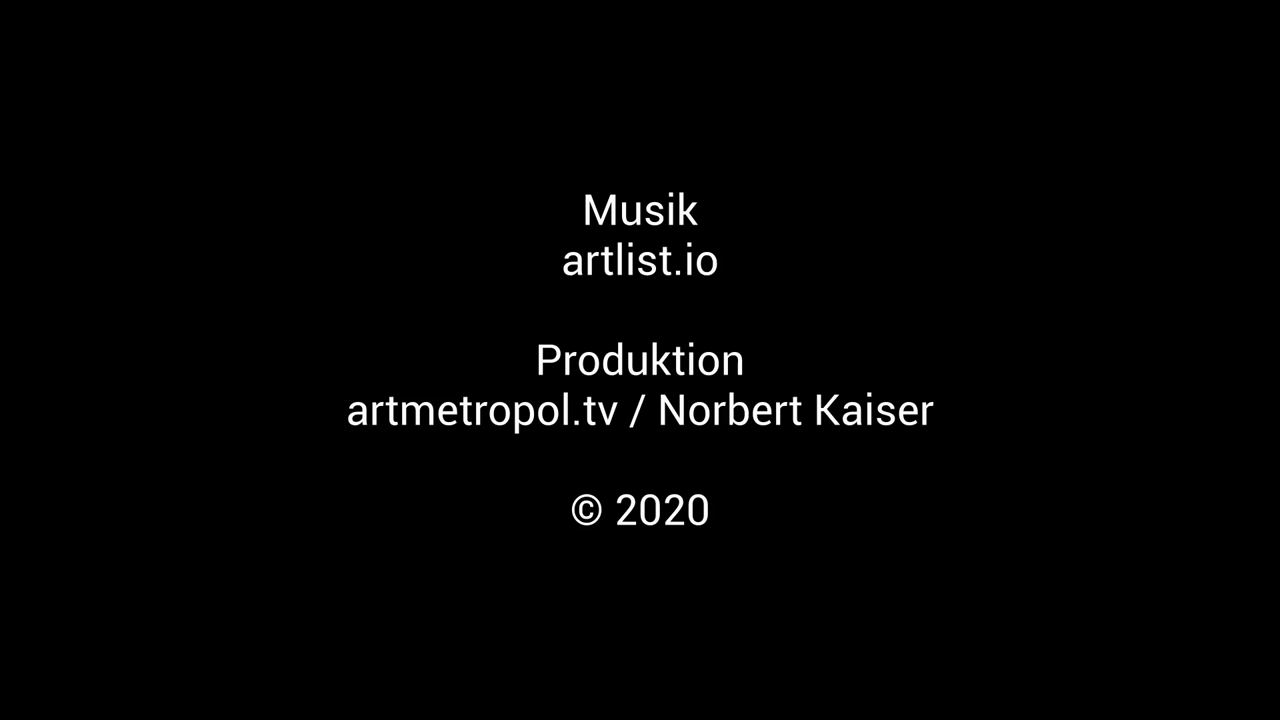 Musik
artlist.io
Produktion
artmetropol.tv / Norbert Kaiser
© 2020